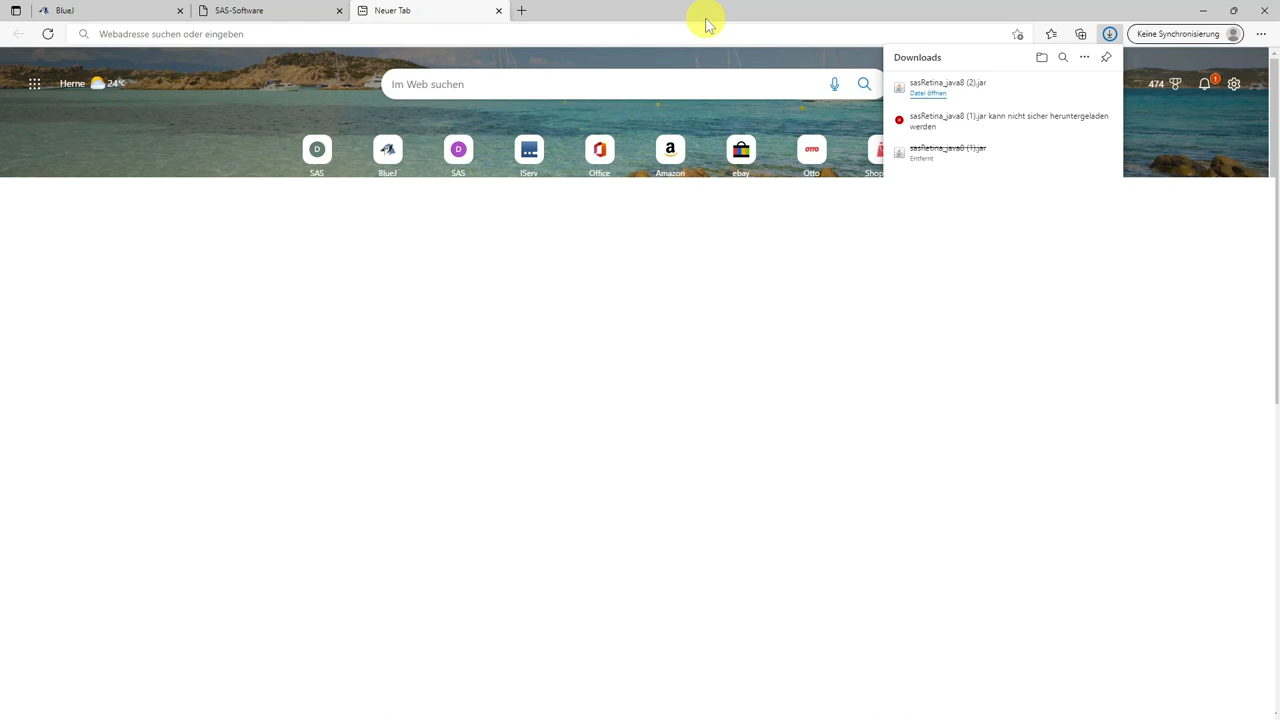 BlueJ
SAS-Software
Neuer Tab
Webadresse suchen oder eingeben
Keine Synchronisierung
Downloads
sasRetina_java8 (2).jar
Datei öffnen
sasRetina_java8 (1).jar kann nicht sicher heruntergeladen
werden
sasRetina_java8 (1).jar
Entfernt
Herne 24°C
Im Web suchen
474
1
D
D
OTTO
SAS
BlueJ
SAS
IServ
Office
Amazon
ebay
Otto
Shop